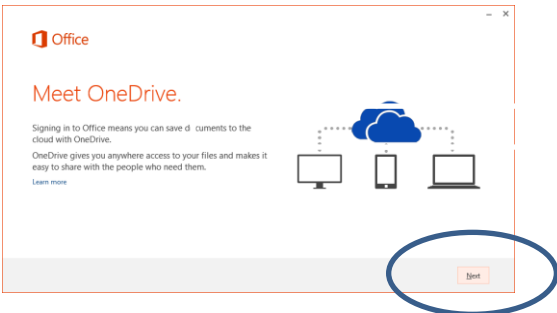 Office
Meet OneDrive.
Signing in to Office means you can save d cuments to the
cloud with OneDrive.
OneDrive gives you anywhere access to your files and makes it
easy to share with the people who need them.
Learn more
Next